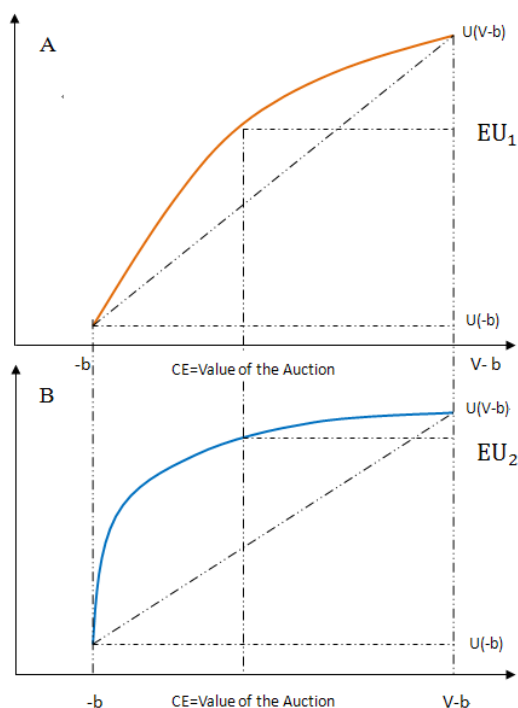 A
U(V-b)
EU1
U(-b)
-b
CE=Value of the Auction
V- b
B
U(V-b)
EU2
U(-b)
-b
CE=Value of the Auction
V-b